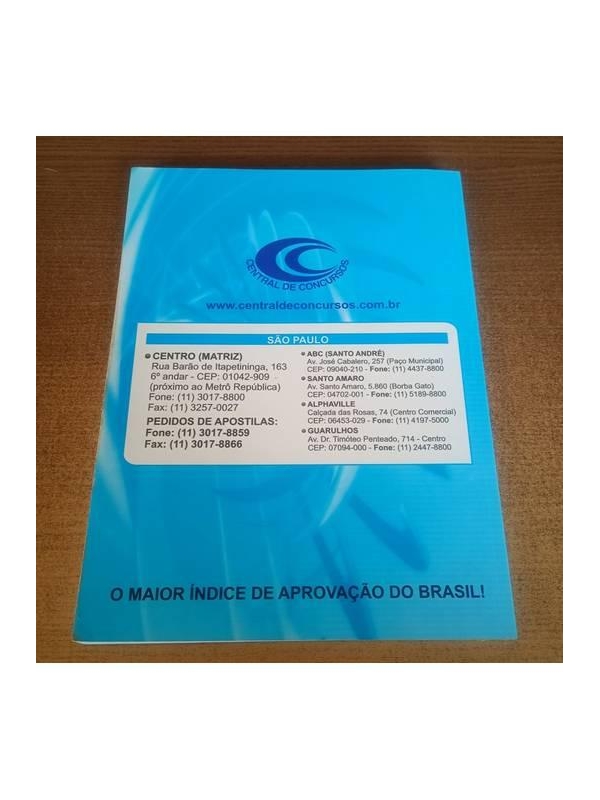 CENTRAL DE CONCURSOS
www.centraldeconcursos.com.br
SÃO PAULO
CENTRO (MATRIZ)
Rua Barão de Itapetininga, 163
6º andar - CEP: 01042-909
(próximo ao Metrô República)
Fone: (11) 3017-8800
Fax: (11) 3257-0027
PEDIDOS DE APOSTILAS:
Fone: (11) 3017-8859
Fax: (11) 3017-8866
ABC (SANTO ANDRÉ)
Av. José Cabalero, 257 (Paço Municipal)
CEP: 09040-210 - Fone: (11) 4437-8800
SANTO AMARO
Av. Santo Amaro, 5.860 (Borba Gato)
CEP: 04702-001 - Fone: (11) 5189-8800
ALPHAVILLE
Calçada das Rosas, 74 (Centro Comercial)
CEP: 06453-029 - Fone: (11) 4197-5000
GUARULHOS
Av. Dr. Timóteo Penteado, 714 - Centro
CEP: 07094-000 - Fone: (11) 2447-8800
O MAIOR ÍNDICE DE APROVAÇÃO DO BRASIL!